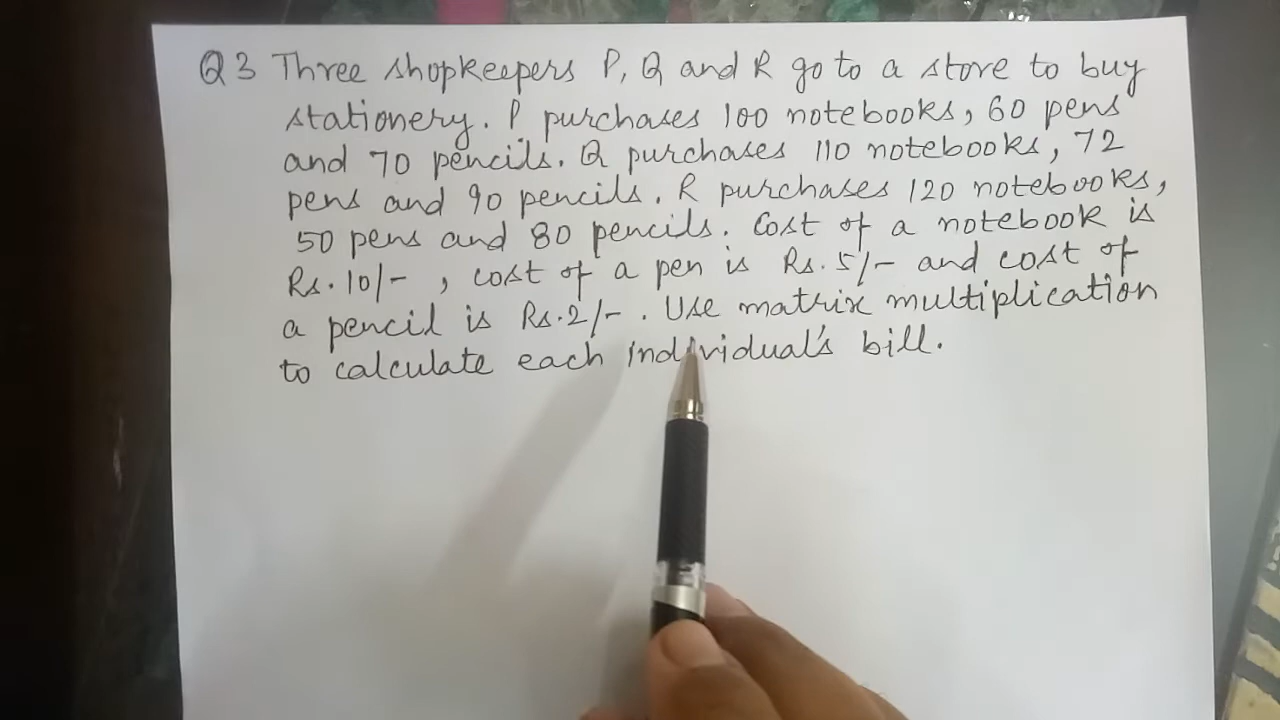 Q3 Three shopkeepers P, Q and R go to a store to buy
stationery. P purchases 100 notebooks, 60 pens
and 70 pencils. Q purchases 110 notebooks, 72
pens and 90 pencils. R purchases 120 notebooks,
50 pens and 80 pencils. Cost of a notebook is
Rs. 10/- , cost of a pen is Rs. 5/- and cost of
a pencil is Rs. 2/- . Use matrix multiplication
to calculate each individual's bill.